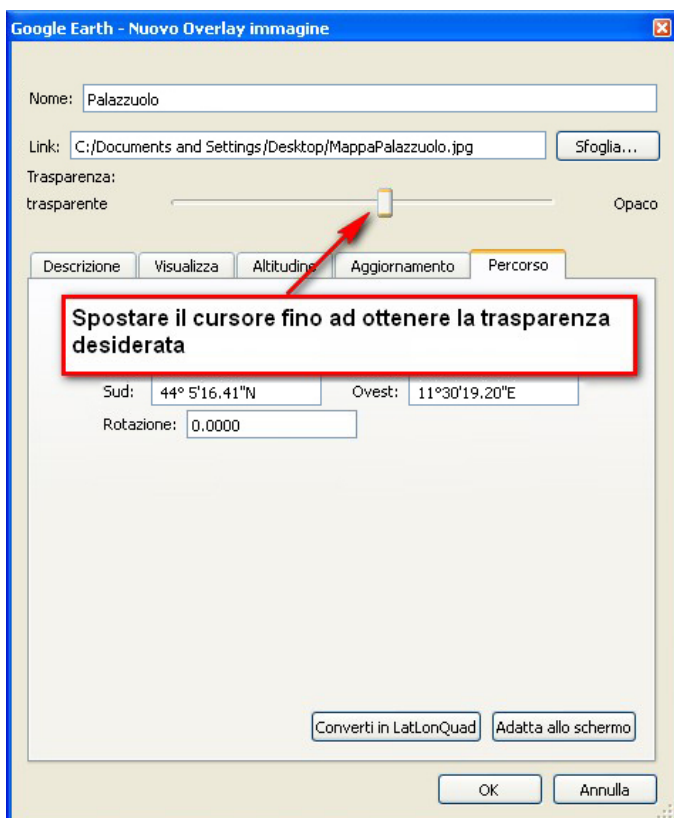 Google Earth - Nuovo Overlay immagine
Nome: Palazzuolo
Link: C:/Documents and Settings/Desktop/MappaPalazzuolo.jpg Sfoglia...
Trasparenza:
trasparente Opaco
Descrizione Visualizza Altitudine Aggiornamento Percorso
Spostare il cursore fino ad ottenere la trasparenza
desiderata
Sud: 44° 5'16.41"N Ovest: 11°30'19.20"E
Rotazione: 0.0000
Converti in LatLonQuad Adatta allo schermo
OK Annulla